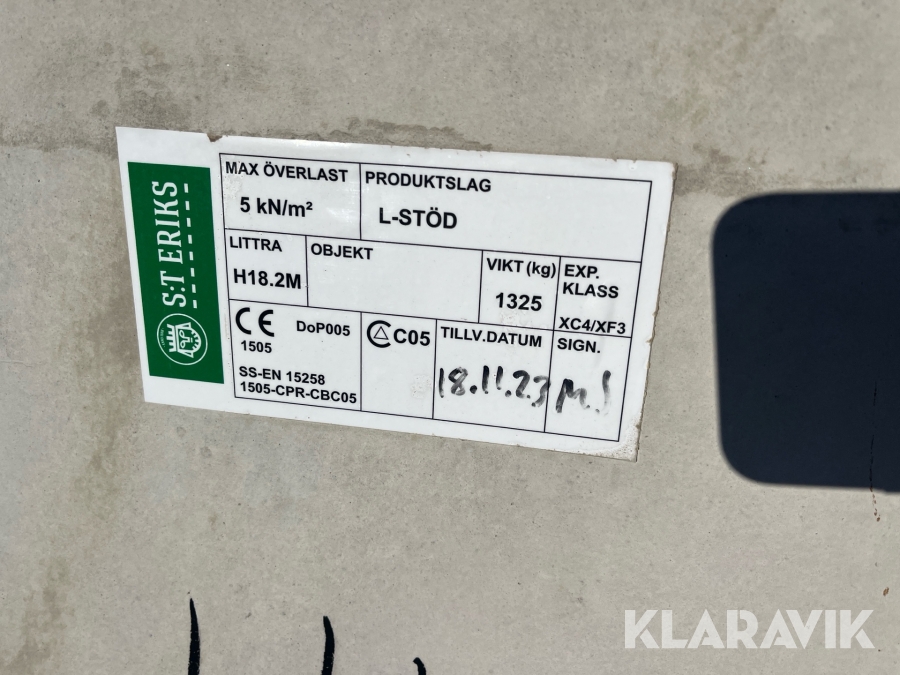 S:T ERIKS
MAX ÖVERLAST
5 kN/m²
PRODUKTSLAG
L-STÖD
LITTRA
H18.2M
OBJEKT
VIKT (kg)
1325
EXP.
KLASS
XC4/XF3
CE
1505
DoP005
SS-EN 15258
1505-CPR-CBC05
C05
TILLV.DATUM
18.11.23
SIGN.
KLARAVIK